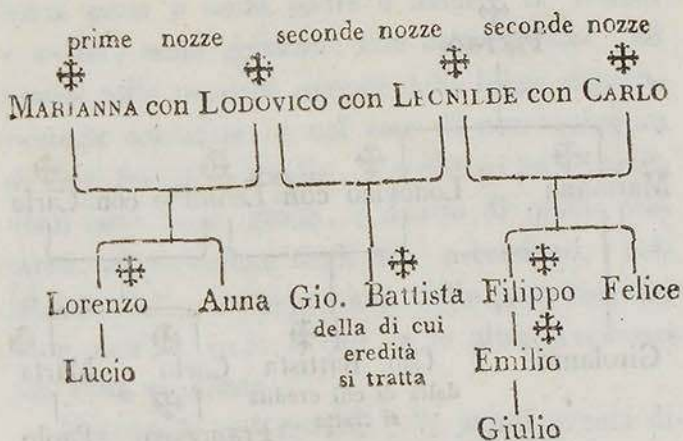 prime nozze seconde nozze seconde nozze
MARIANNA con LODOVICO con LEONILDE con CARLO
Lorenzo Auna Gio. Battista Filippo Felice
della di cui
eredità
si tratta
Lucio Emilio
Giulio